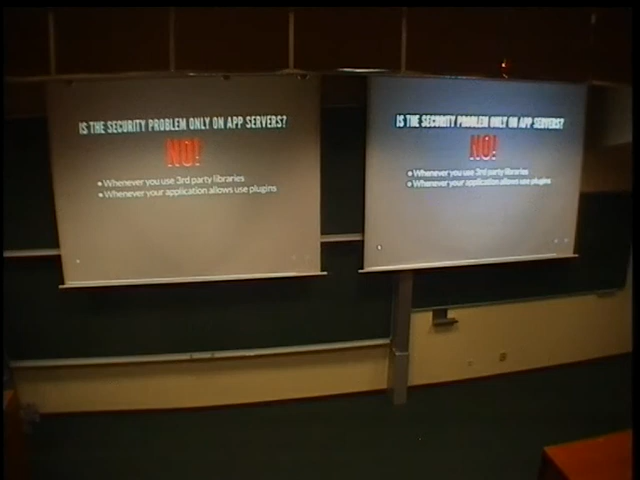 IS THE SECURITY PROBLEM ONLY ON APP SERVERS?
NO!
Whenever you use 3rd party libraries
Whenever your application allows use plugins
IS THE SECURITY PROBLEM ONLY ON APP SERVERS?
NO!
Whenever you use 3rd party libraries
Whenever your application allows use plugins